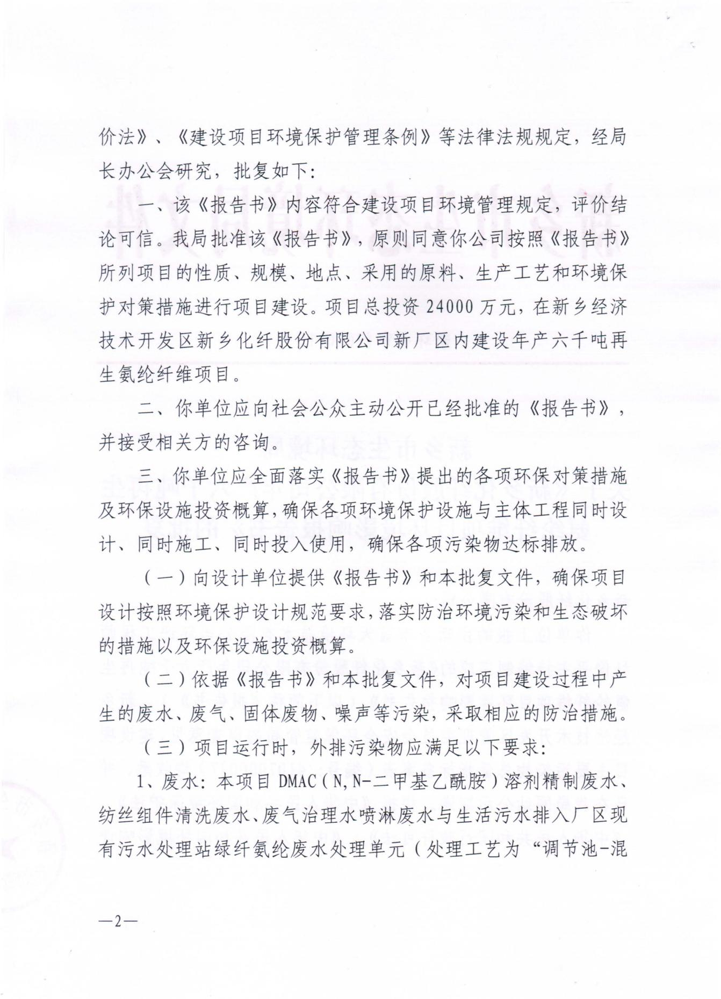 价法》、《建设项目环境保护管理条例》等法律法规规定，经局
长办公会研究，批复如下：
一、该《报告书》内容符合建设项目环境管理规定，评价结
论可信。我局批准该《报告书》，原则同意你公司按照《报告书》
所列项目的性质、规模、地点、采用的原料、生产工艺和环境保
护对策措施进行项目建设。项目总投资 24000 万元，在新乡经济
技术开发区新乡化纤股份有限公司新厂区内建设年产六千吨再
生氨纶纤维项目。
二、你单位应向社会公众主动公开已经批准的《报告书》，
并接受相关方的咨询。
三、你单位应全面落实《报告书》提出的各项环保对策措施
及环保设施投资概算，确保各项环境保护设施与主体工程同时设
计、同时施工、同时投入使用，确保各项污染物达标排放。
（一）向设计单位提供《报告书》和本批复文件，确保项目
设计按照环境保护设计规范要求，落实防治环境污染和生态破坏
的措施以及环保设施投资概算。
（二）依据《报告书》和本批复文件，对项目建设过程中产
生的废水、废气、固体废物、噪声等污染，采取相应的防治措施。
（三）项目运行时，外排污染物应满足以下要求：
1、废水：本项目 DMAC（N,N-二甲基乙酰胺）溶剂精制废水、
纺丝组件清洗废水、废气治理水喷淋废水与生活污水排入厂区现
有污水处理站绿纤氨纶废水处理单元（处理工艺为“调节池-混
—2—